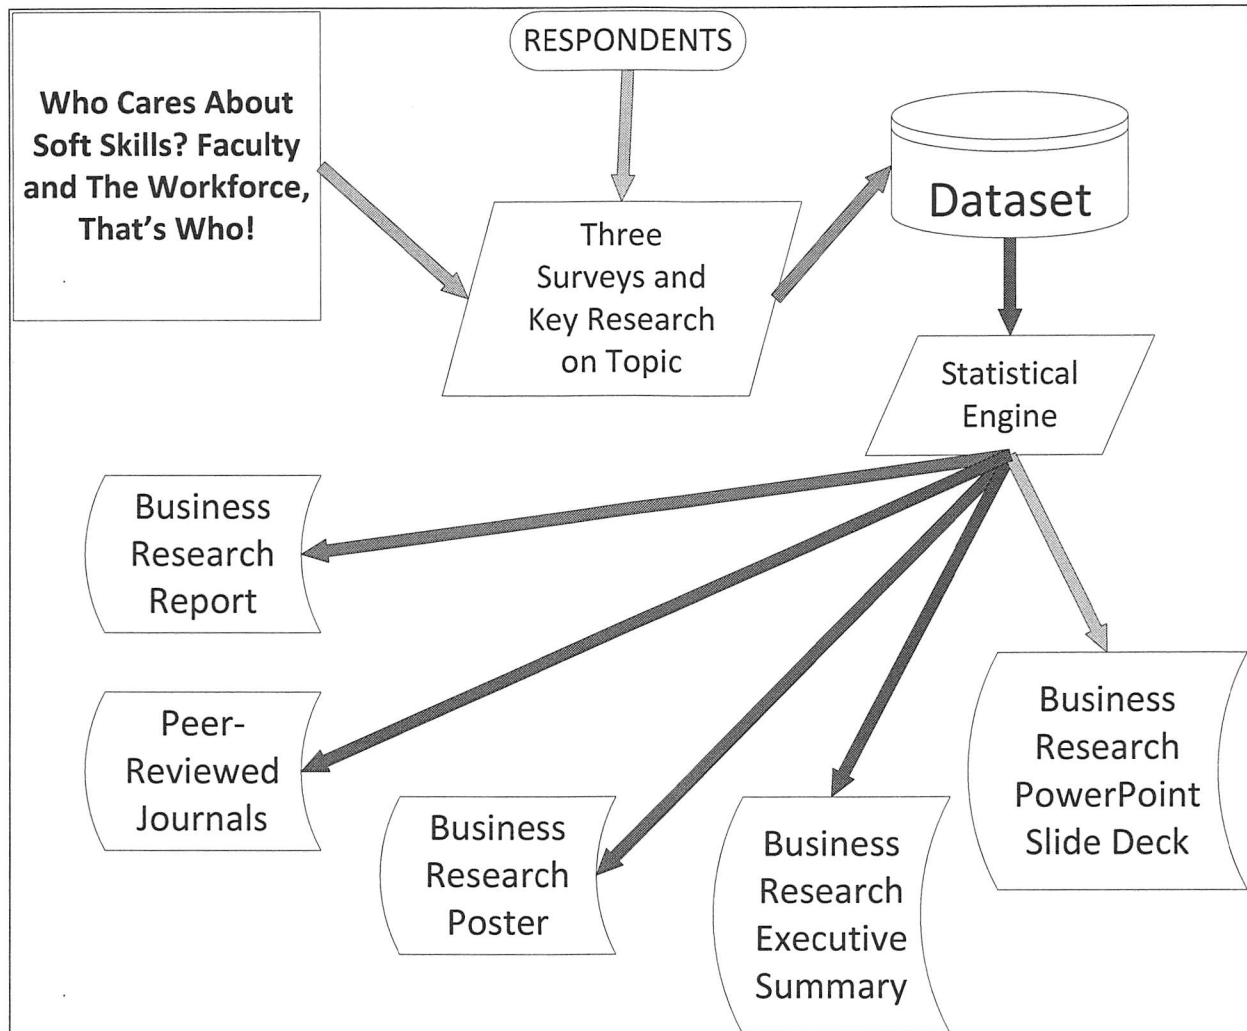 Who Cares About
Soft Skills? Faculty
and The Workforce,
That's Who!
RESPONDENTS
Three
Surveys and
Key Research
on Topic
Dataset
Statistical
Engine
Business
Research
Report
Peer-
Reviewed
Journals
Business
Research
Poster
Business
Research
Executive
Summary
Business
Research
PowerPoint
Slide Deck